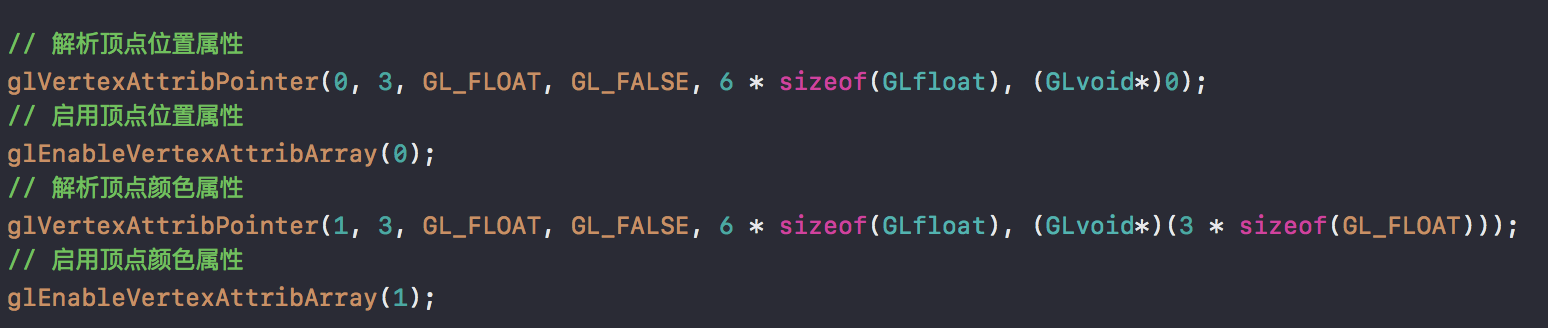 // 解析顶点位置属性
glVertexAttribPointer(0, 3, GL_FLOAT, GL_FALSE, 6 * sizeof(GLfloat), (GLvoid*)0);
// 启用顶点位置属性
glEnableVertexAttribArray(0);
// 解析顶点颜色属性
glVertexAttribPointer(1, 3, GL_FLOAT, GL_FALSE, 6 * sizeof(GLfloat), (GLvoid*)(3 * sizeof(GL_FLOAT)));
// 启用顶点颜色属性
glEnableVertexAttribArray(1);